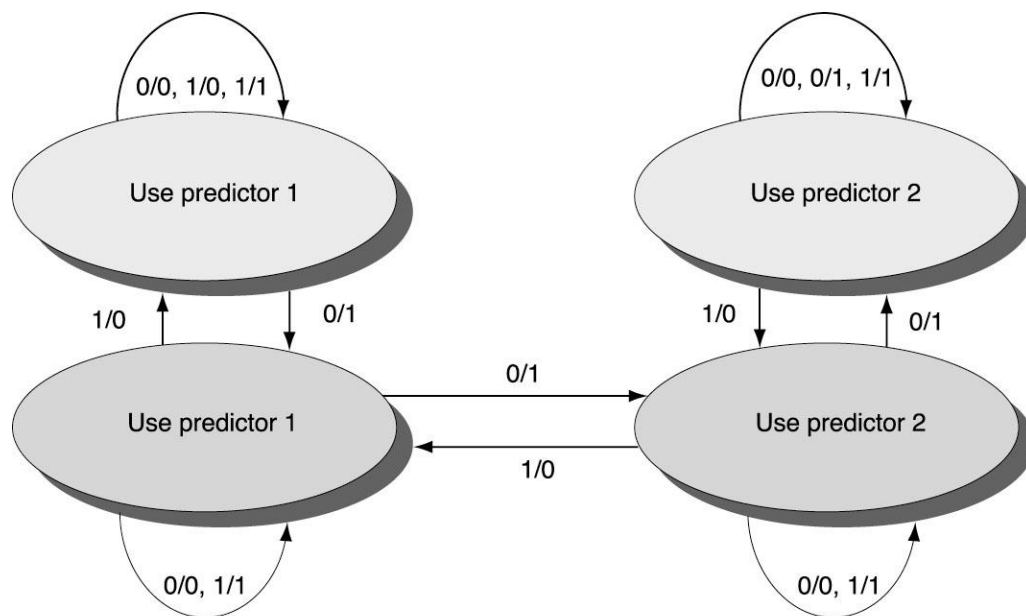 0/0, 1/0, 1/1
0/0, 0/1, 1/1
Use predictor 1
Use predictor 2
1/0
0/1
1/0
0/1
0/1
Use predictor 1
Use predictor 2
1/0
0/0, 1/1
0/0, 1/1